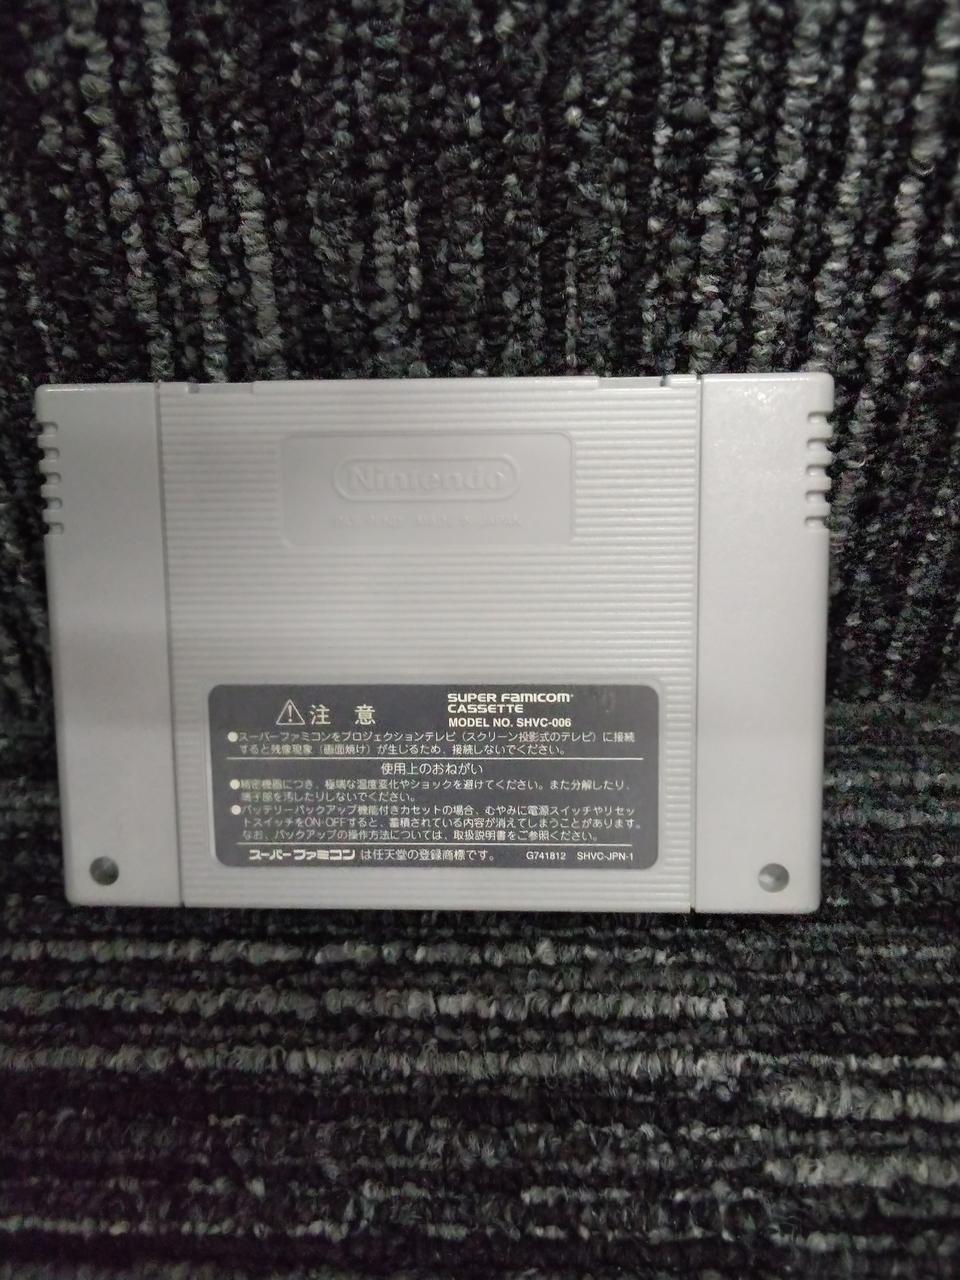 Nintendo
PAT. PEND. MADE IN JAPAN
注意
SUPER FAMICOM
CASSETTE
MODEL NO. SHVC-006
●スーパーファミコンをプロジェクションテレビ（スクリーン投影式のテレビ）に接続
すると残像現象（画面焼け）が生じるため、接続しないでください。
使用上のおねがい
●精密機器につき、極端な温度変化やショックを避けてください。また分解したり、
端子部を汚したりしないでください。
●バッテリーバックアップ機能付きカセットの場合、むやみに電源スイッチやリセッ
トスイッチをON・OFFすると、蓄積されている内容が消えてしまうことがあります。
なお、バックアップの操作方法については、取扱説明書をご参照ください。
スーパーファミコンは任天堂の登録商標です。 G741812 SHVC-JPN-1